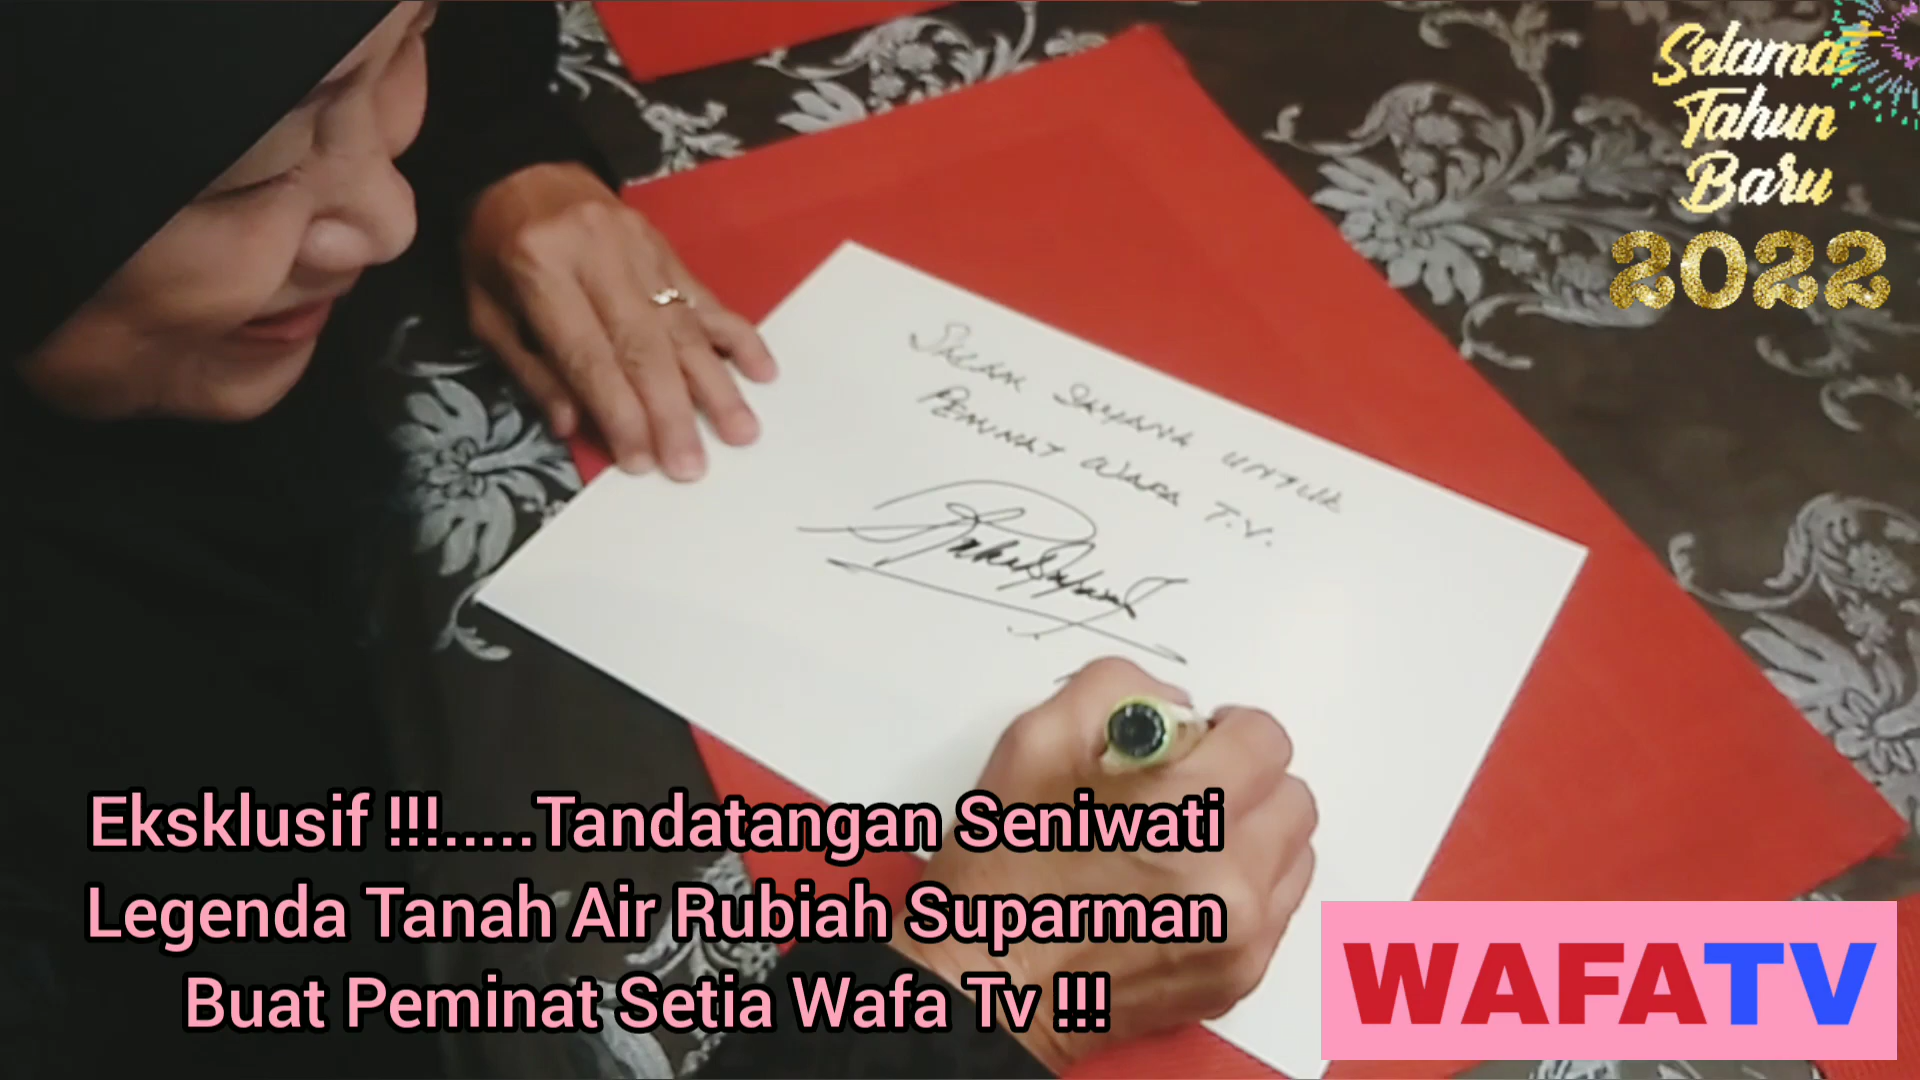 Selamat
Tahun
Baru
2022
SALAM SAYANG UNTUK
PEMINAT WAFA T.V.
Eksklusif !!!.....Tandatangan Seniwati
Legenda Tanah Air Rubiah Suparman
Buat Peminat Setia Wafa Tv !!!
WAFATV